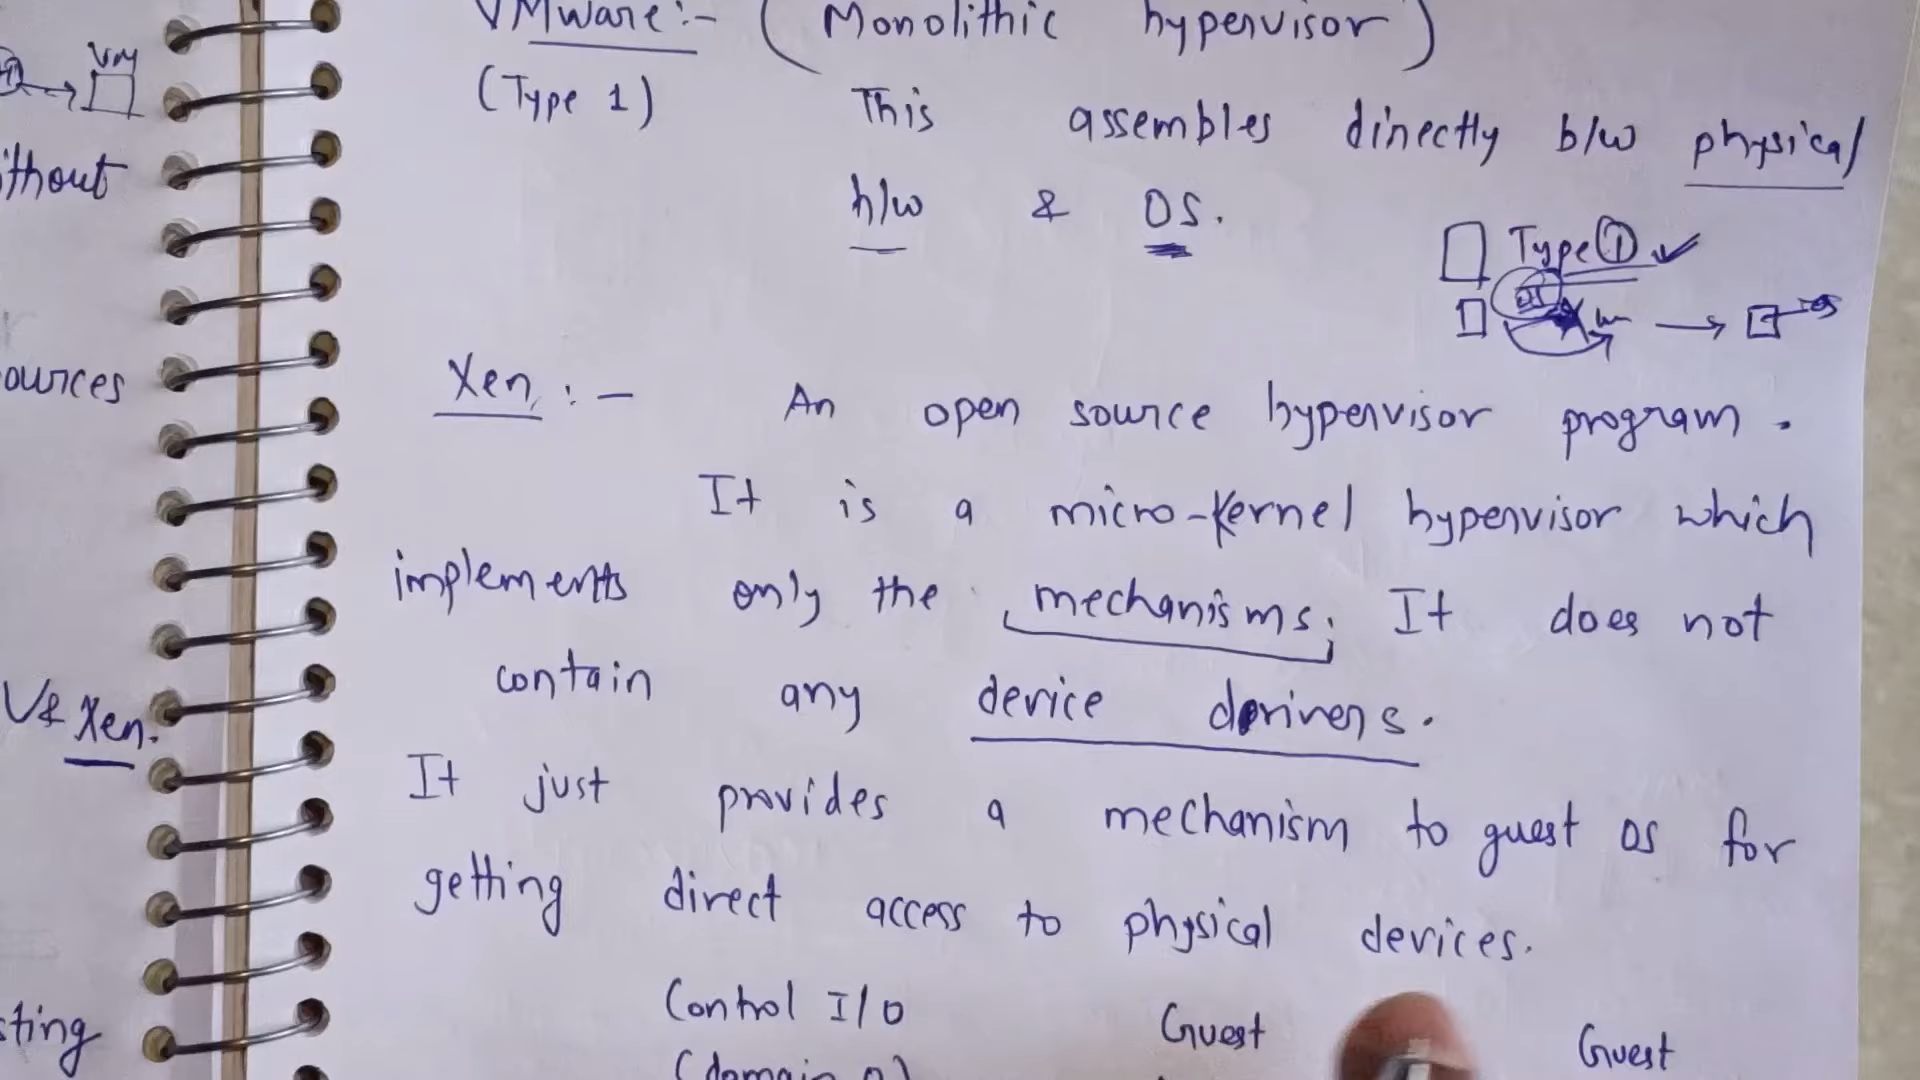 VMware:- (Monolithic hypervisor)
(Type 1) This assembles directly b/w physical
h/w & OS.
Type 1
OS
Xen :- An open source hypervisor program.
It is a micro-kernel hypervisor which
implements only the mechanisms; It does not
contain any device drivers.
It just provides a mechanism to guest OS for
getting direct access to physical devices.
Control I/O Guest Guest
(domain 0)
VM
ithout
ources
V& Xen.
sting